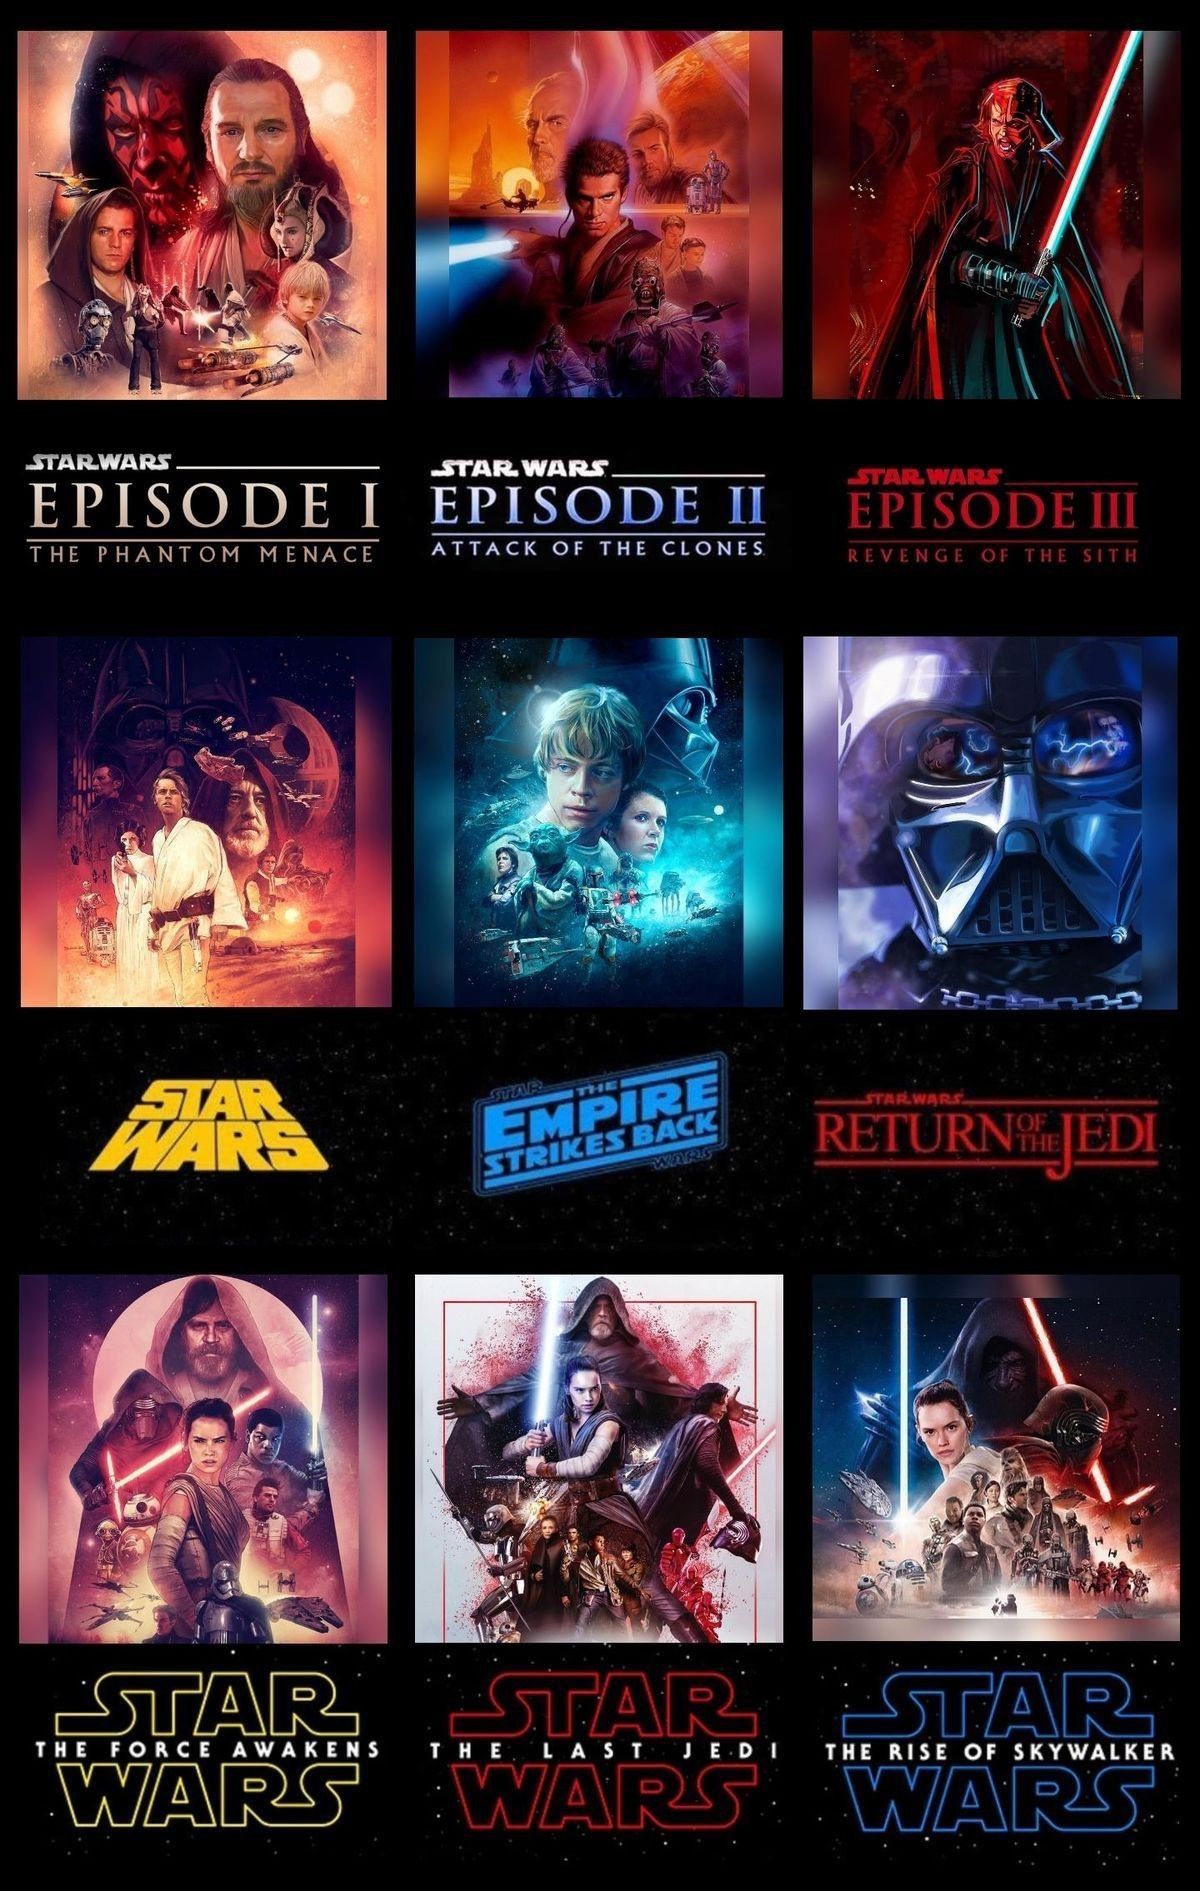 STAR WARS
EPISODE I
THE PHANTOM MENACE
STAR WARS
EPISODE II
ATTACK OF THE CLONES
STAR WARS
EPISODE III
REVENGE OF THE SITH
STAR
WARS
STAR
THE
EMPIRE
STRIKES BACK
WARS
STAR WARS
RETURN OF THE JEDI
STAR
THE FORCE AWAKENS
WARS
STAR
THE LAST JEDI
WARS
STAR
THE RISE OF SKYWALKER
WARS